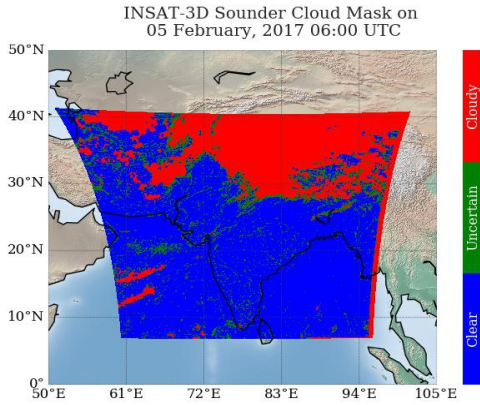 INSAT-3D Sounder Cloud Mask on
05 February, 2017 06:00 UTC
50°N
40°N
30°N
20°N
10°N
0°
50°E
61°E
72°E
83°E
94°E
105°E
Cloudy
Uncertain
Clear